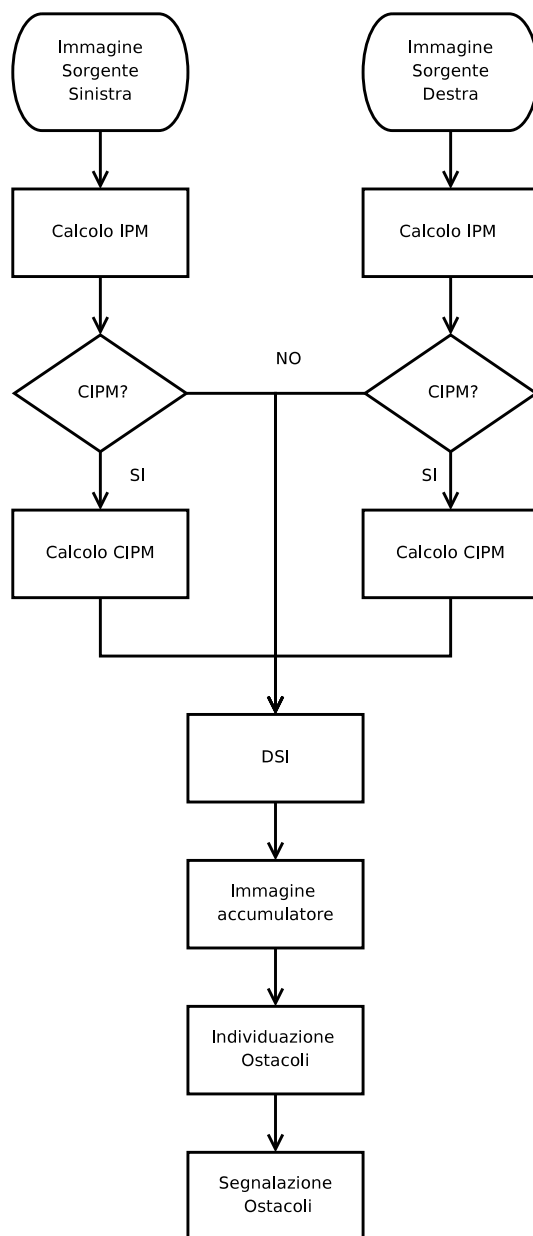 Immagine
Sorgente
Sinistra
Immagine
Sorgente
Destra
Calcolo IPM
Calcolo IPM
CIPM?
NO
CIPM?
SI
SI
Calcolo CIPM
Calcolo CIPM
DSI
Immagine
accumulatore
Individuazione
Ostacoli
Segnalazione
Ostacoli